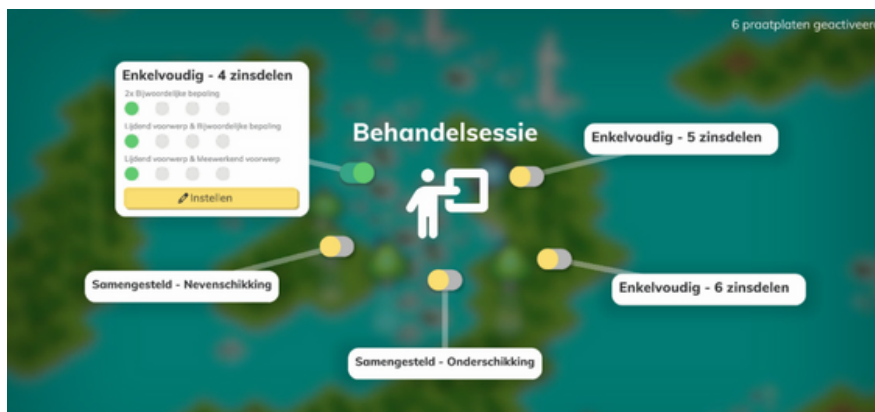 6 praatplaten geactiveer
Enkelvoudig - 4 zinsdelen
2x Bijwoordelijke bepaling
Lijdend voorwerp & Bijwoordelijke bepaling
Lijdend voorwerp & Meewerkend voorwerp
Instellen
Behandelsessie
Enkelvoudig - 5 zinsdelen
Samengesteld - Nevenschikking
Enkelvoudig - 6 zinsdelen
Samengesteld - Onderschikking